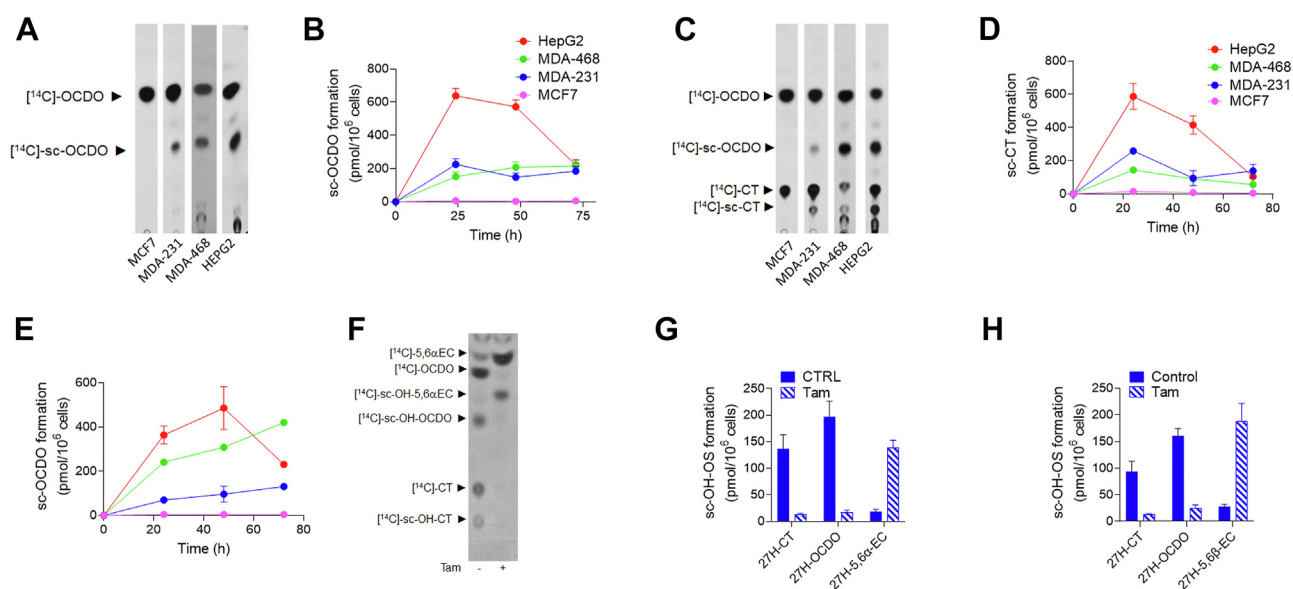 A
[¹⁴C]-OCDO
[¹⁴C]-sc-OCDO
MCF7
MDA-231
MDA-468
HEPG2
B
HepG2
MDA-468
MDA-231
MCF7
sc-OCDO formation
(pmol/10⁶ cells)
800
600
400
200
0
0
25
50
75
Time (h)
C
[¹⁴C]-OCDO
[¹⁴C]-sc-OCDO
[¹⁴C]-CT
[¹⁴C]-sc-CT
MCF7
MDA-231
MDA-468
HEPG2
D
HepG2
MDA-468
MDA-231
MCF7
sc-CT formation
(pmol/10⁶ cells)
800
600
400
200
0
0
20
40
60
80
Time (h)
E
sc-OCDO formation
(pmol/10⁶ cells)
600
400
200
0
0
20
40
60
80
Time (h)
F
[¹⁴C]-5,6αEC
[¹⁴C]-OCDO
[¹⁴C]-sc-OH-5,6αEC
[¹⁴C]-sc-OH-OCDO
[¹⁴C]-CT
[¹⁴C]-sc-OH-CT
Tam - +
G
CTRL
Tam
sc-OH-OS formation
(pmol/10⁶ cells)
250
200
150
100
50
0
27H-CT
27H-OCDO
27H-5,6α-EC
H
Control
Tam
sc-OH-OS formation
(pmol/10⁶ cells)
250
200
150
100
50
0
27H-CT
27H-OCDO
27H-5,6β-EC